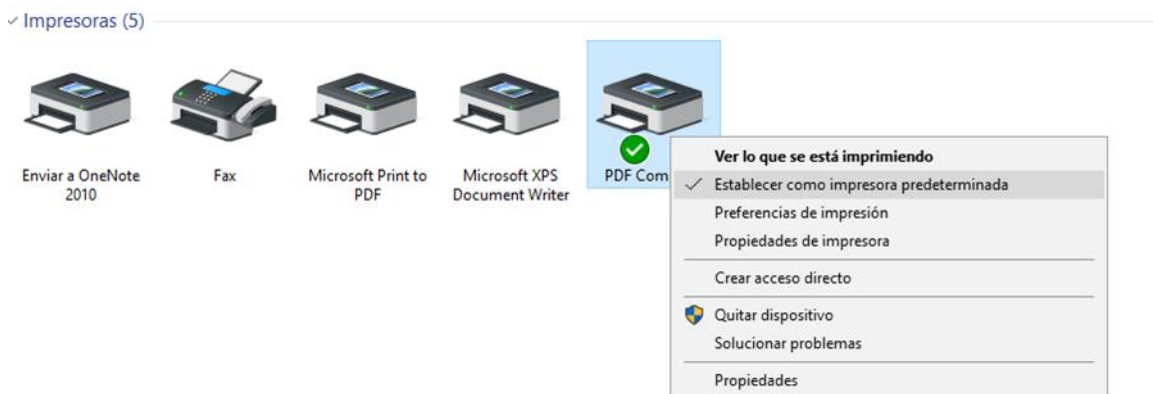 Impresoras (5)
Enviar a OneNote
2010
Fax
Microsoft Print to
PDF
Microsoft XPS
Document Writer
PDF Com
Ver lo que se está imprimiendo
Establecer como impresora predeterminada
Preferencias de impresión
Propiedades de impresora
Crear acceso directo
Quitar dispositivo
Solucionar problemas
Propiedades